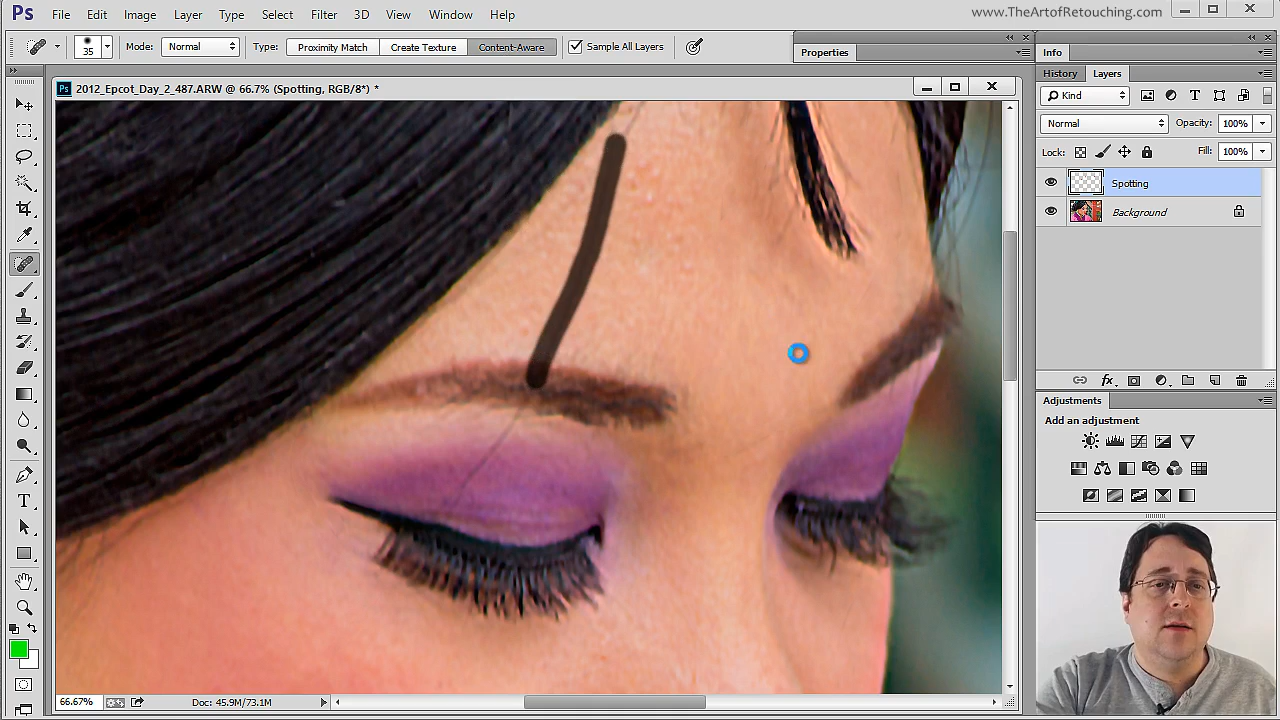 Ps File Edit Image Layer Type Select Filter 3D View Window Help www.TheArtofRetouching.com
35 Mode: Normal Type: Proximity Match Create Texture Content-Aware Sample All Layers
Properties
Info
Ps 2012_Epcot_Day_2_487.ARW @ 66.7% (Spotting, RGB/8*) *
History Layers
Kind
Normal Opacity: 100%
Lock: Fill: 100%
Spotting
Background
fx
Adjustments
Add an adjustment
T
66.67% Doc: 45.9M/73.1M